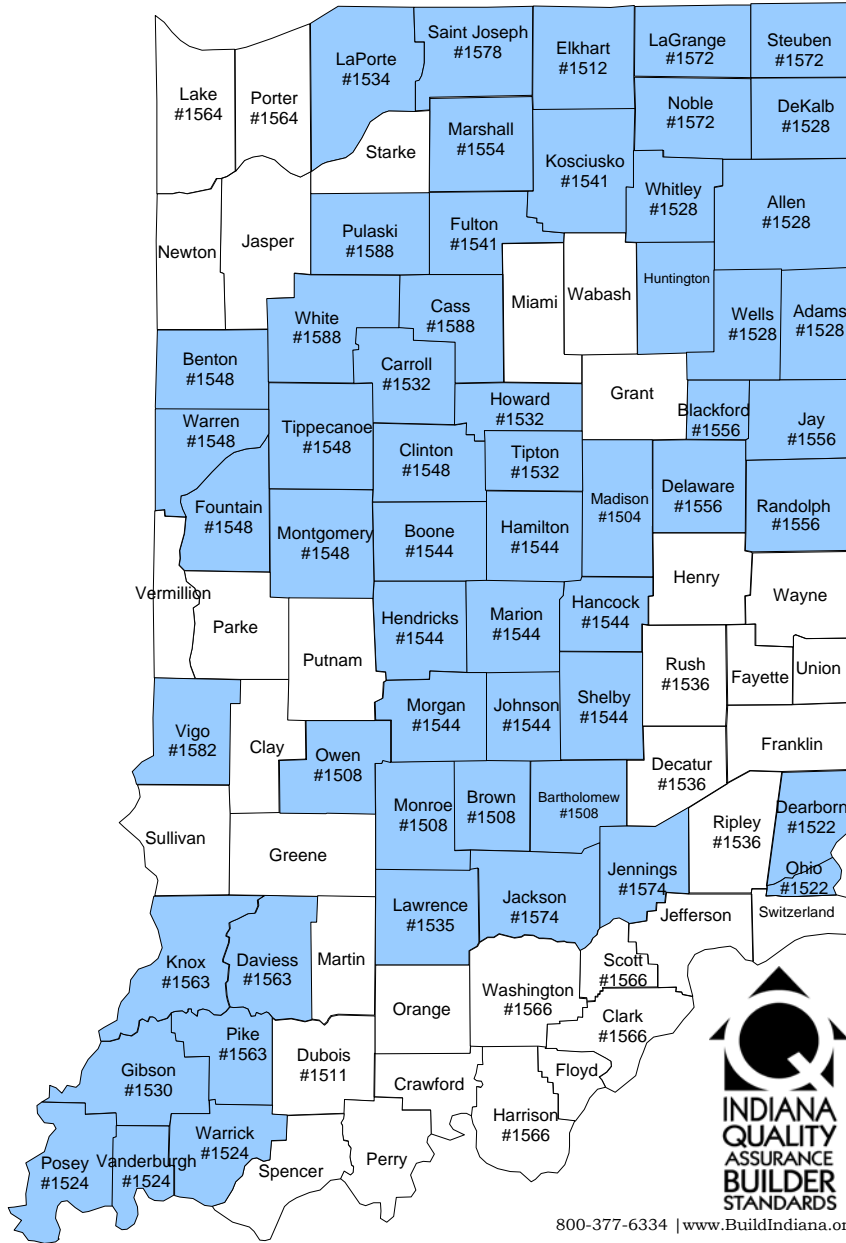 Saint Joseph
#1578
LaPorte
#1534
Elkhart
#1512
LaGrange
#1572
Steuben
#1572
Lake
#1564
Porter
#1564
Noble
#1572
DeKalb
#1528
Starke
Marshall
#1554
Kosciusko
#1541
Whitley
#1528
Allen
#1528
Newton
Jasper
Pulaski
#1588
Fulton
#1541
Miami
Wabash
Huntington
Wells
#1528
Adams
#1528
White
#1588
Cass
#1588
Carroll
#1532
Benton
#1548
Howard
#1532
Grant
Blackford
#1556
Jay
#1556
Warren
#1548
Tippecanoe
#1548
Clinton
#1548
Tipton
#1532
Madison
#1504
Delaware
#1556
Randolph
#1556
Fountain
#1548
Montgomery
#1548
Boone
#1544
Hamilton
#1544
Vermillion
Parke
Putnam
Hendricks
#1544
Marion
#1544
Hancock
#1544
Henry
Wayne
Rush
#1536
Fayette
Union
Vigo
#1582
Clay
Owen
#1508
Morgan
#1544
Johnson
#1544
Shelby
#1544
Franklin
Decatur
#1536
Sullivan
Greene
Monroe
#1508
Brown
#1508
Bartholomew
#1508
Ripley
#1536
Dearborn
#1522
Ohio
#1522
Jennings
#1574
Lawrence
#1535
Jackson
#1574
Jefferson
Switzerland
Knox
#1563
Daviess
#1563
Martin
Orange
Washington
#1566
Scott
#1566
Clark
#1566
Gibson
#1530
Pike
#1563
Dubois
#1511
Crawford
Floyd
Harrison
#1566
Posey
#1524
Vanderburgh
#1524
Warrick
#1524
Spencer
Perry
INDIANA
QUALITY
ASSURANCE
BUILDER
STANDARDS
800-377-6334 | www.BuildIndiana.or